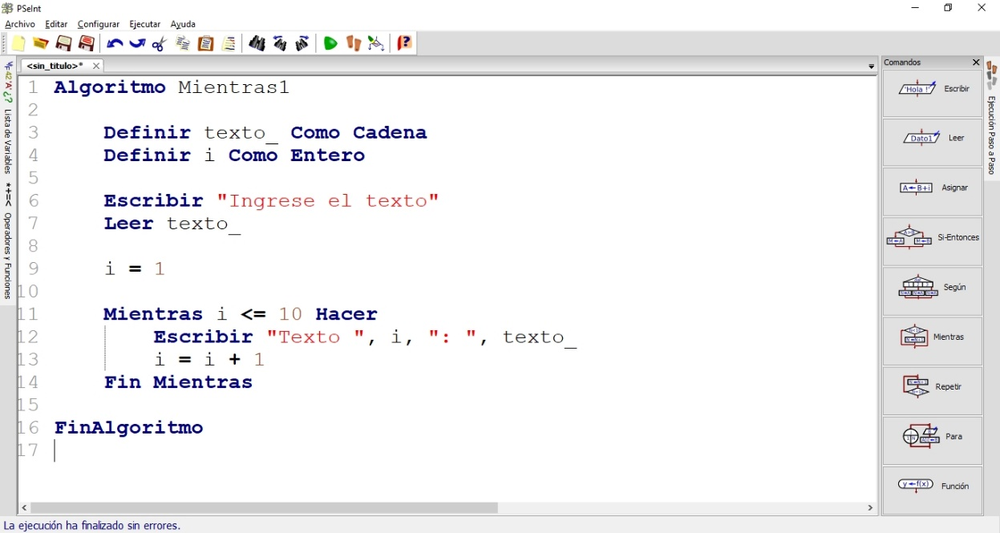 PSeInt
Archivo Editar Configurar Ejecutar Ayuda
<sin_titulo>*
1 Algoritmo Mientras1
2
3 Definir texto_ Como Cadena
4 Definir i Como Entero
5
6 Escribir "Ingrese el texto"
7 Leer texto_
8
9 i = 1
10
11 Mientras i <= 10 Hacer
12 Escribir "Texto ", i, ": ", texto_
13 i = i + 1
14 Fin Mientras
15
16 FinAlgoritmo
17
Lista de Variables
*+=< Operadores y Funciones
Comandos
'Hola !' Escribir
Dato1 Leer
A←B+i Asignar
Si-Entonces
Según
Mientras
Repetir
Para
y←f(x) Función
Ejecución Paso a Paso
La ejecución ha finalizado sin errores.